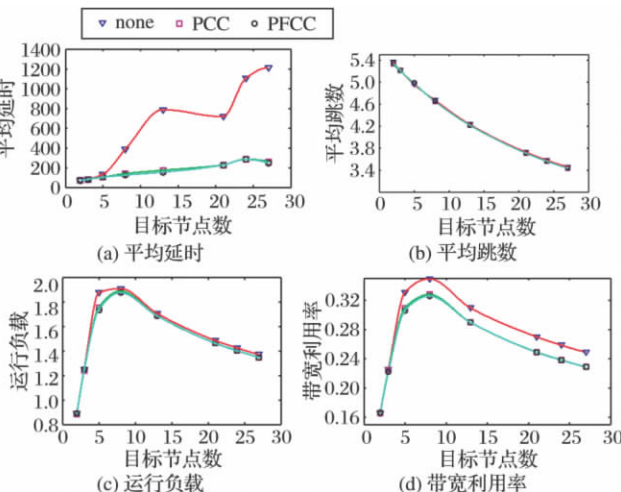 none PCC PFCC
1400
1200
1000
800
600
400
200
0
平均延时
0 5 10 15 20 25 30
目标节点数
(a) 平均延时
5.4
5.0
4.6
4.2
3.8
3.4
平均跳数
0 5 10 15 20 25 30
目标节点数
(b) 平均跳数
2.0
1.8
1.6
1.4
1.2
1.0
0.8
运行负载
0 5 10 15 20 25 30
目标节点数
(c) 运行负载
0.32
0.28
0.24
0.20
0.16
带宽利用率
0 5 10 15 20 25 30
目标节点数
(d) 带宽利用率